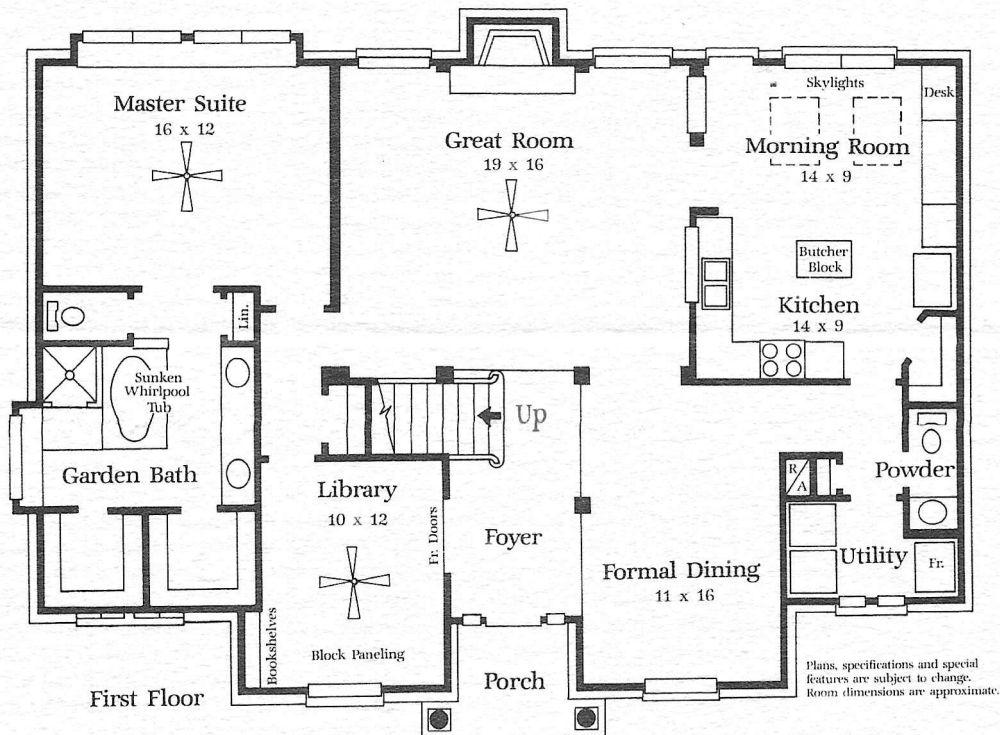 Master Suite
16 x 12
Great Room
19 x 16
Skylights
Desk
Morning Room
14 x 9
Butcher
Block
Kitchen
14 x 9
Lin.
Sunken
Whirlpool
Tub
Garden Bath
Up
Library
10 x 12
Fr. Doors
Foyer
Formal Dining
11 x 16
R
A
Powder
Utility
Fr.
Bookshelves
Block Paneling
Porch
First Floor
Plans, specifications and special
features are subject to change.
Room dimensions are approximate.